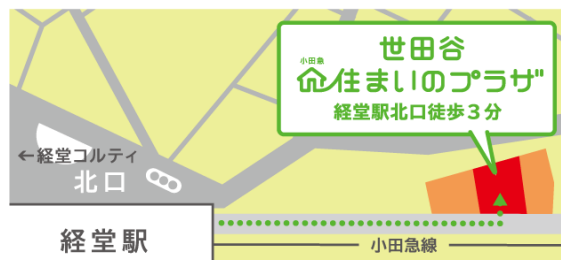 世田谷
小田急
住まいのプラザ
経堂駅北口徒歩3分
←経堂コルティ
北口
経堂駅
小田急線